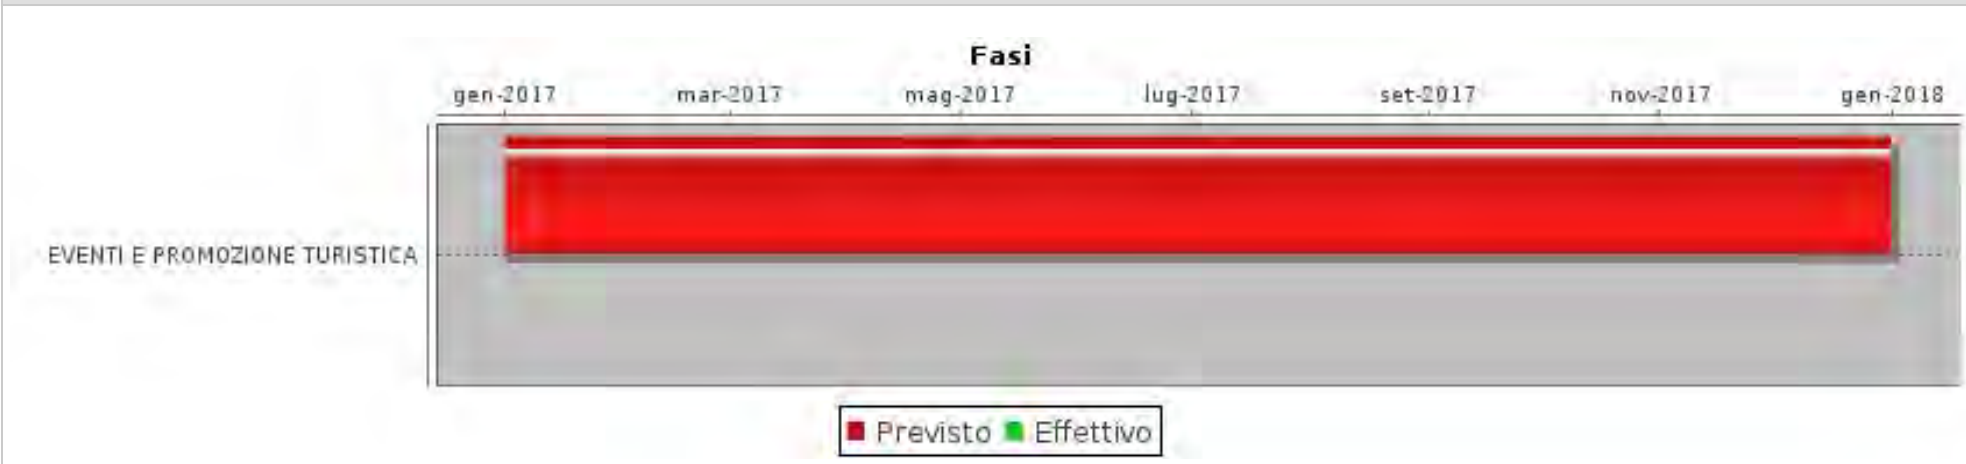 Fasi
gen-2017 mar-2017 mag-2017 lug-2017 set-2017 nov-2017 gen-2018
EVENTI E PROMOZIONE TURISTICA
Previsto Effettivo